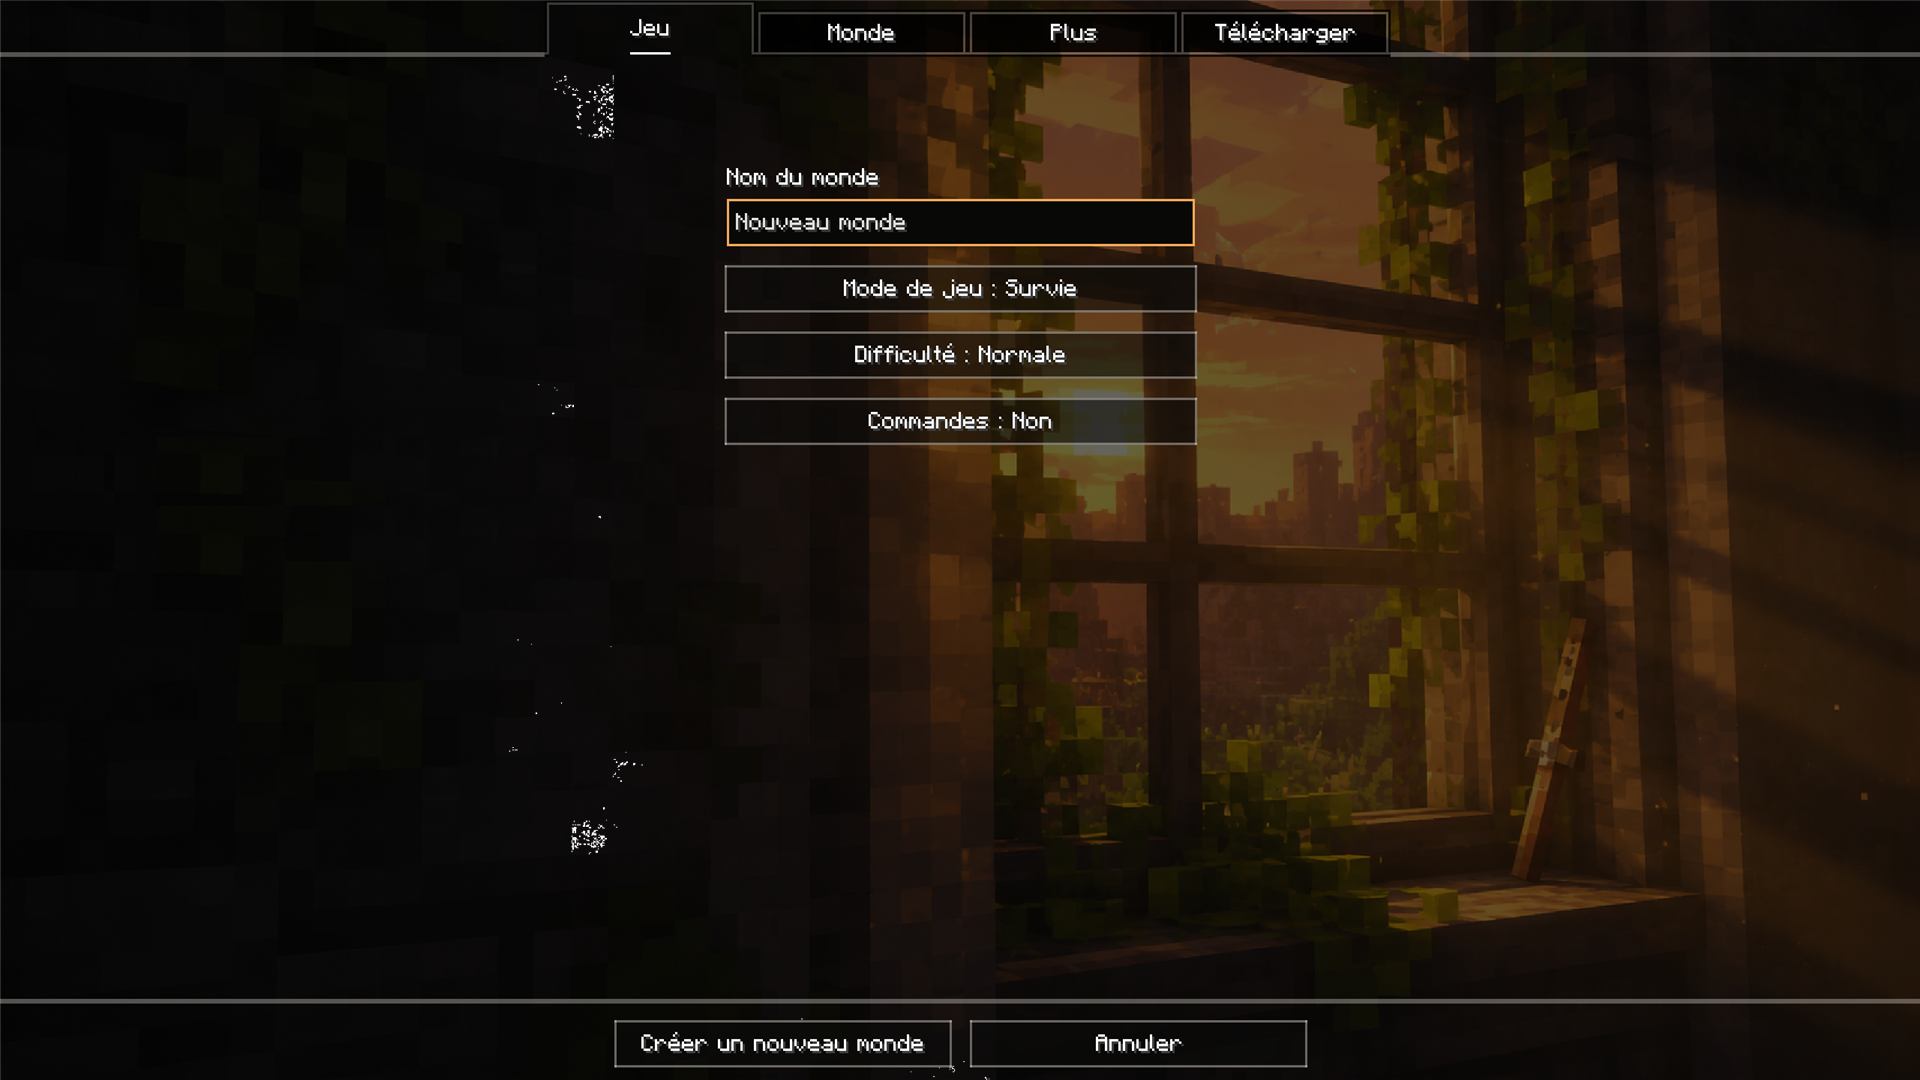 Jeu
Monde
Plus
Télécharger
Nom du monde
Nouveau monde
Mode de jeu : Survie
Difficulté : Normale
Commandes : Non
Créer un nouveau monde
Annuler